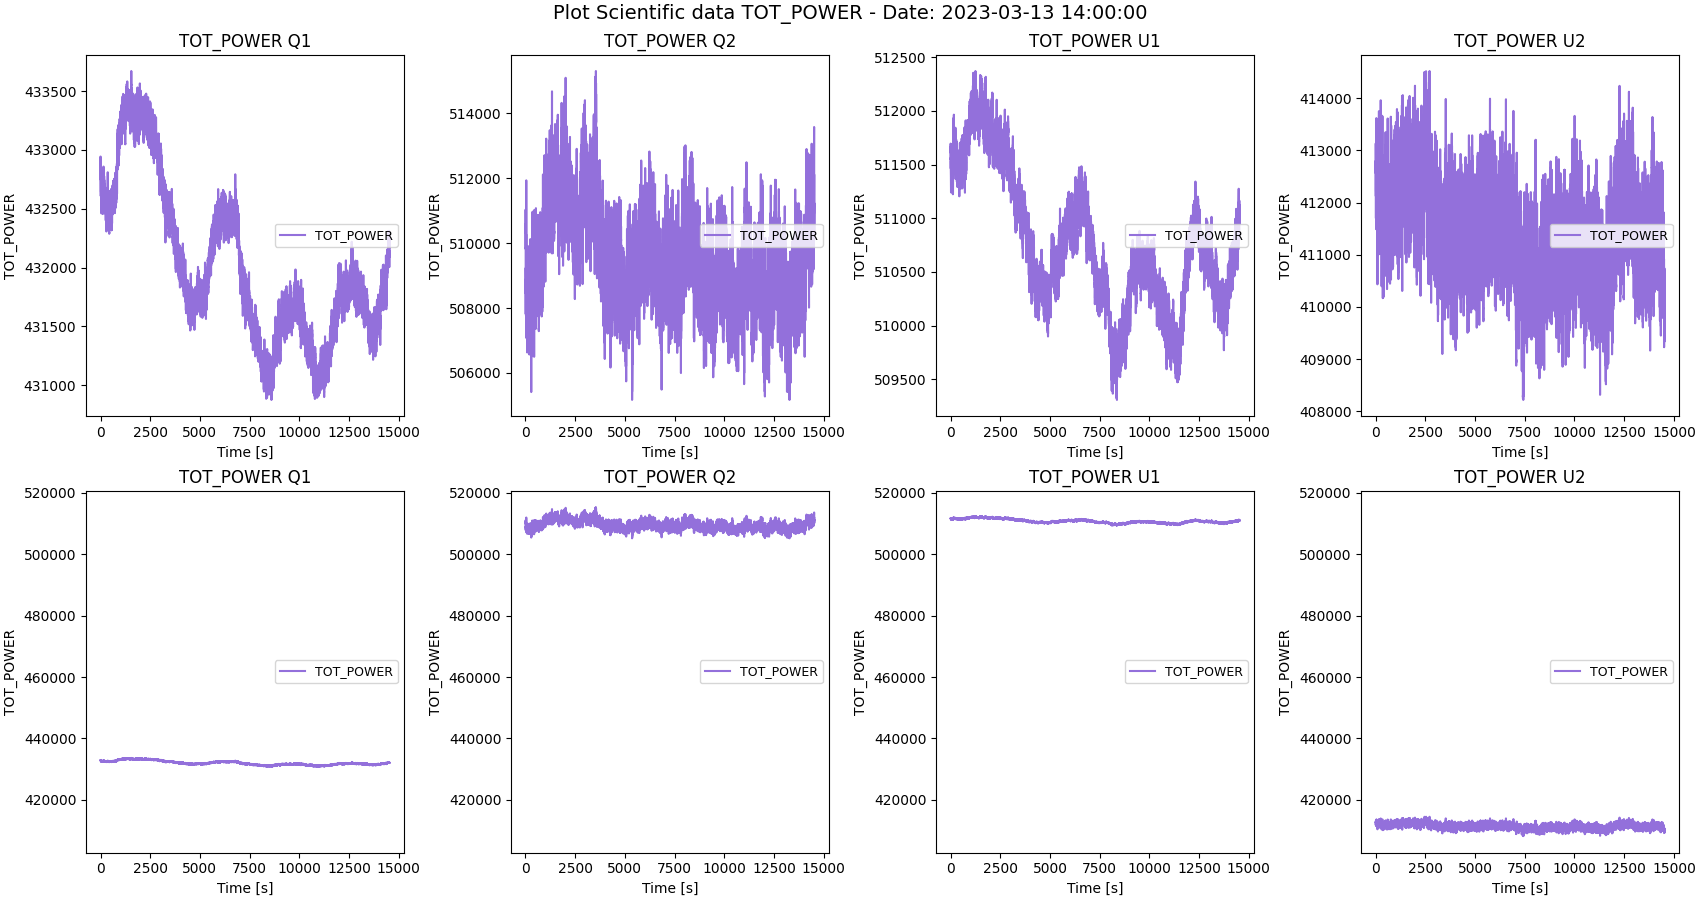 Plot Scientific data TOT_POWER - Date: 2023-03-13 14:00:00
TOT_POWER Q1
TOT_POWER
433500
433000
432500
432000
431500
431000
0 2500 5000 7500 10000 12500 15000
Time [s]
TOT_POWER
TOT_POWER Q2
TOT_POWER
514000
512000
510000
508000
506000
0 2500 5000 7500 10000 12500 15000
Time [s]
TOT_POWER
TOT_POWER U1
TOT_POWER
512500
512000
511500
511000
510500
510000
509500
0 2500 5000 7500 10000 12500 15000
Time [s]
TOT_POWER
TOT_POWER U2
TOT_POWER
414000
413000
412000
411000
410000
409000
408000
0 2500 5000 7500 10000 12500 15000
Time [s]
TOT_POWER
TOT_POWER Q1
TOT_POWER
520000
500000
480000
460000
440000
420000
0 2500 5000 7500 10000 12500 15000
Time [s]
TOT_POWER
TOT_POWER Q2
TOT_POWER
520000
500000
480000
460000
440000
420000
0 2500 5000 7500 10000 12500 15000
Time [s]
TOT_POWER
TOT_POWER U1
TOT_POWER
520000
500000
480000
460000
440000
420000
0 2500 5000 7500 10000 12500 15000
Time [s]
TOT_POWER
TOT_POWER U2
TOT_POWER
520000
500000
480000
460000
440000
420000
0 2500 5000 7500 10000 12500 15000
Time [s]
TOT_POWER